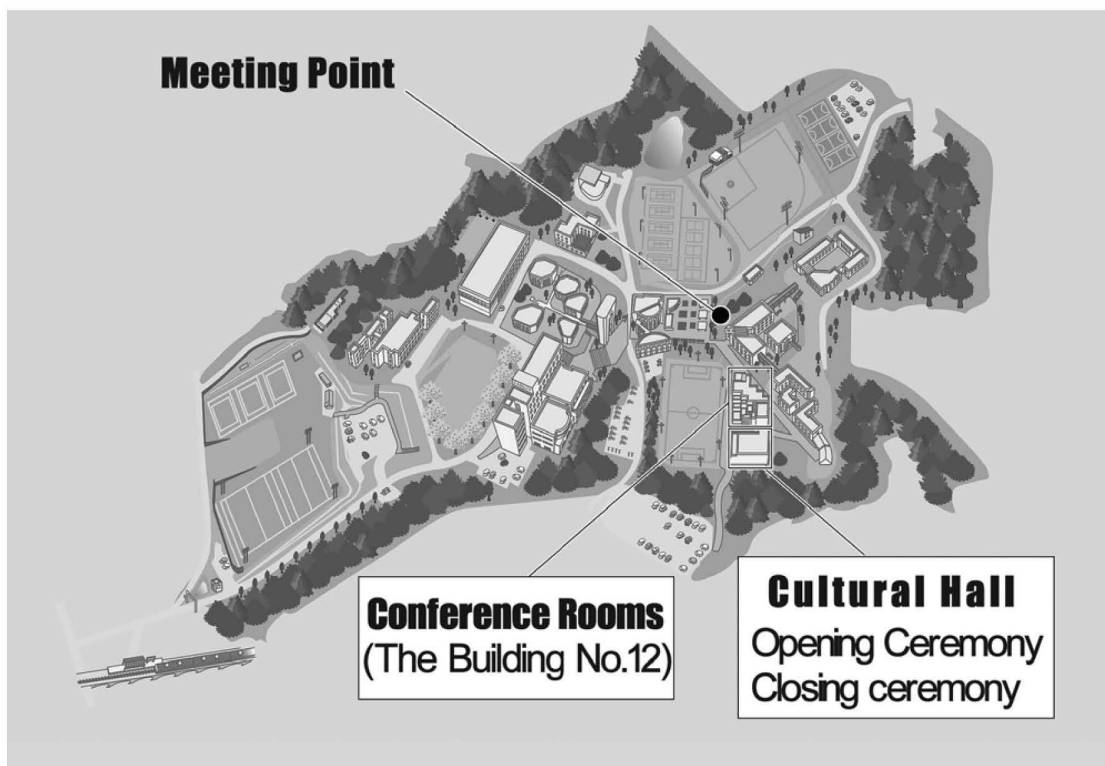 Meeting Point
Conference Rooms
(The Building No.12)
Cultural Hall
Opening Ceremony
Closing ceremony